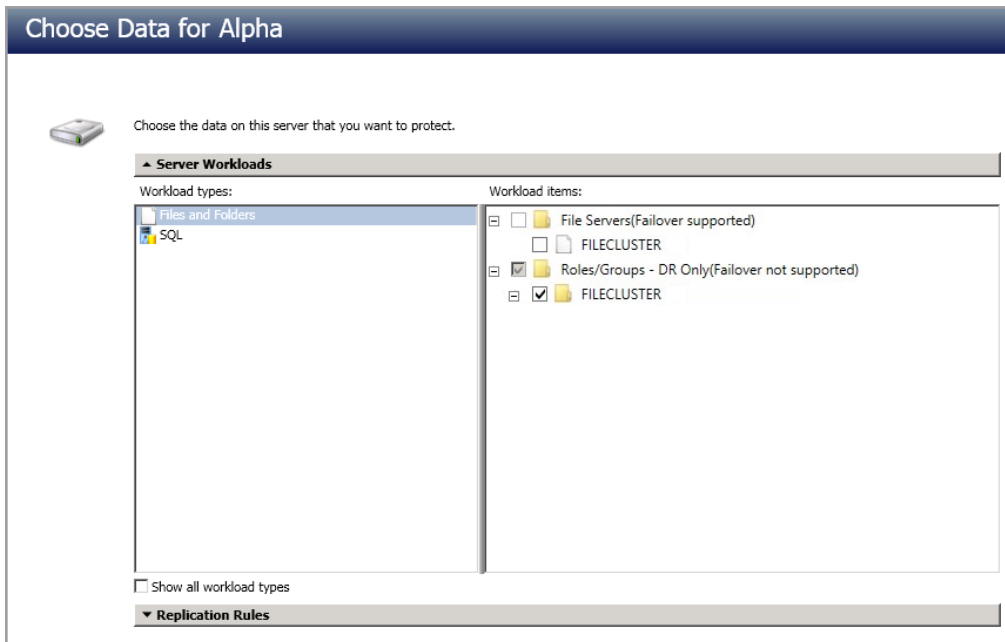 Choose Data for Alpha
Choose the data on this server that you want to protect.
Server Workloads
Workload types:
Workload items:
Files and Folders
SQL
File Servers(Failover supported)
FILECLUSTER
Roles/Groups - DR Only(Failover not supported)
FILECLUSTER
Show all workload types
Replication Rules